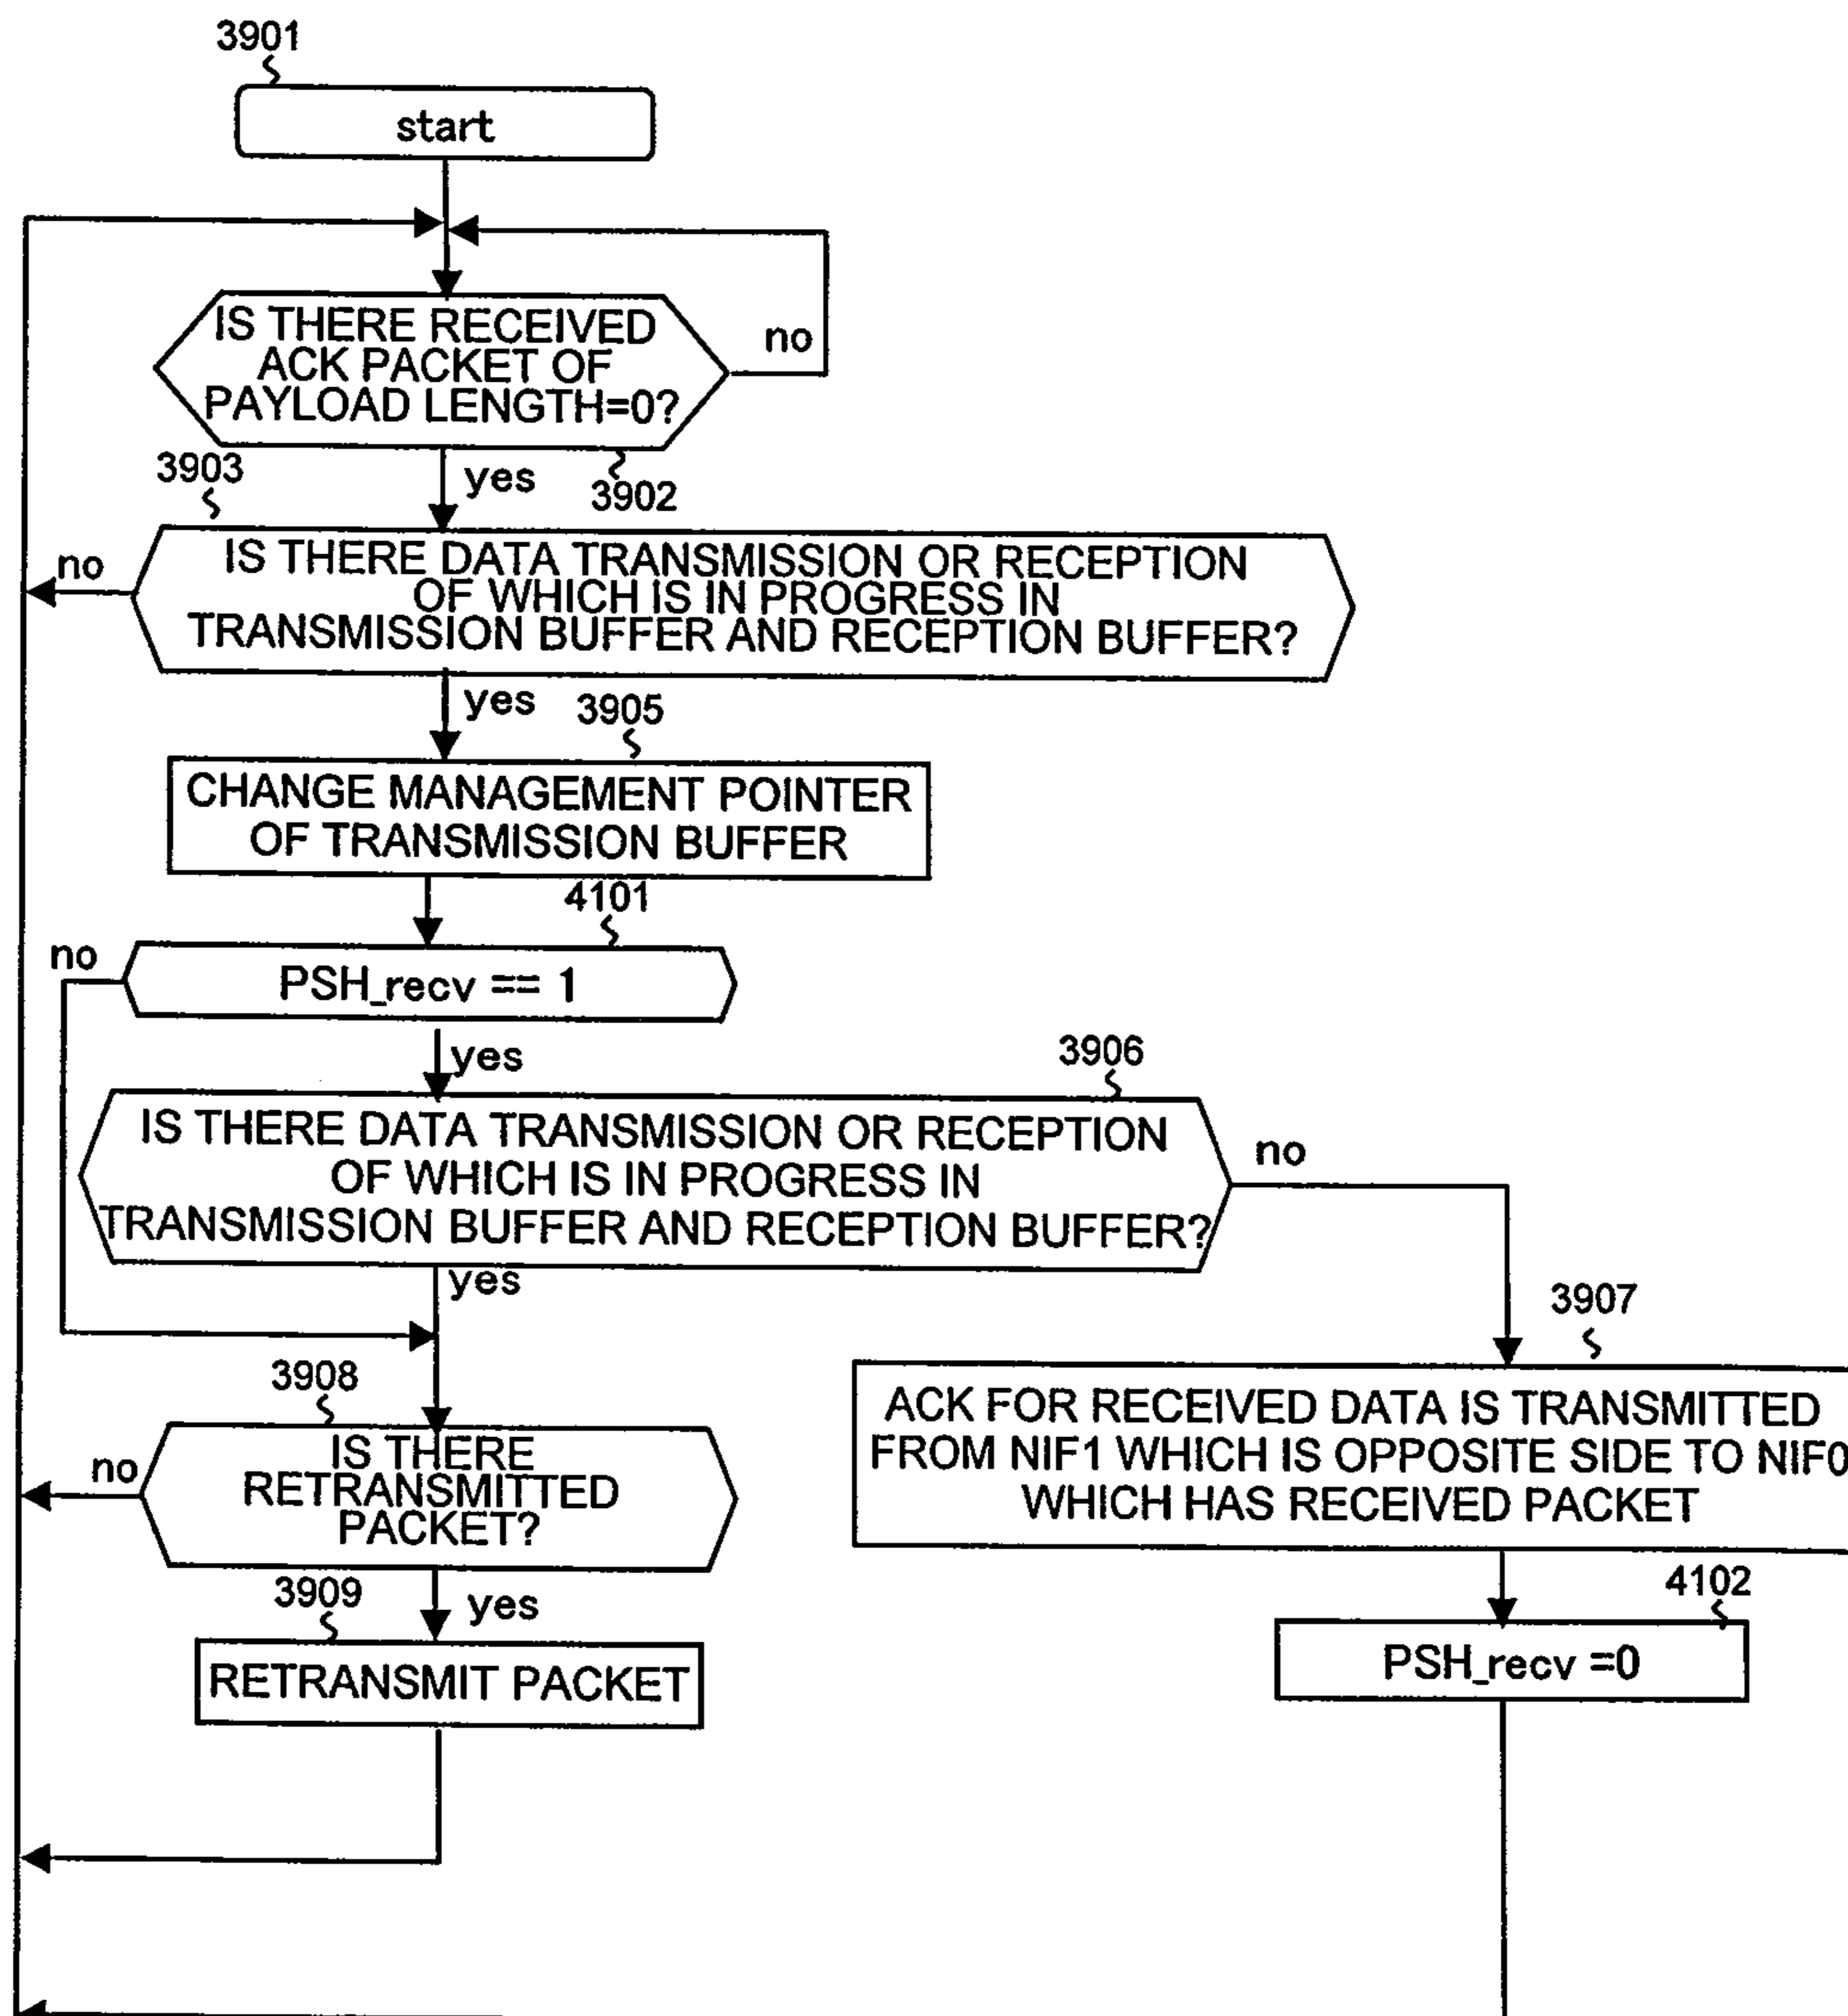 3901
start
IS THERE RECEIVED
ACK PACKET OF
PAYLOAD LENGTH=0?
no
3903
yes
3902
no
IS THERE DATA TRANSMISSION OR RECEPTION
OF WHICH IS IN PROGRESS IN
TRANSMISSION BUFFER AND RECEPTION BUFFER?
yes
3905
CHANGE MANAGEMENT POINTER
OF TRANSMISSION BUFFER
4101
no
PSH_recv == 1
yes
3906
IS THERE DATA TRANSMISSION OR RECEPTION
OF WHICH IS IN PROGRESS IN
TRANSMISSION BUFFER AND RECEPTION BUFFER?
no
yes
3907
ACK FOR RECEIVED DATA IS TRANSMITTED
FROM NIF1 WHICH IS OPPOSITE SIDE TO NIF0
WHICH HAS RECEIVED PACKET
3908
no
IS THERE
RETRANSMITTED
PACKET?
3909
yes
4102
RETRANSMIT PACKET
PSH_recv =0